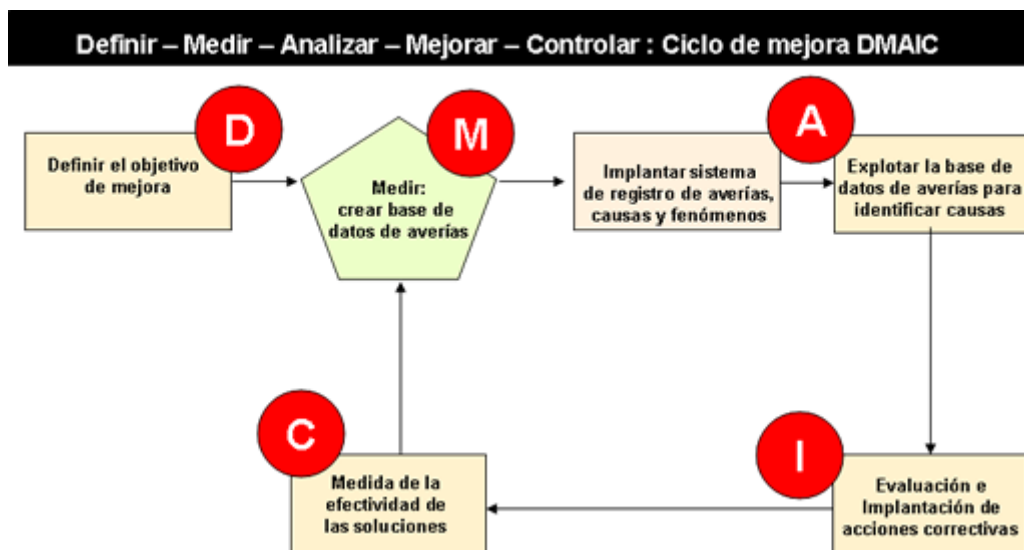 Definir – Medir – Analizar – Mejorar – Controlar : Ciclo de mejora DMAIC
D
Definir el objetivo
de mejora
M
Medir:
crear base de
datos de averías
Implantar sistema
de registro de averías,
causas y fenómenos
A
Explotar la base de
datos de averías para
identificar causas
I
Evaluación e
Implantación de
acciones correctivas
C
Medida de la
efectividad de
las soluciones